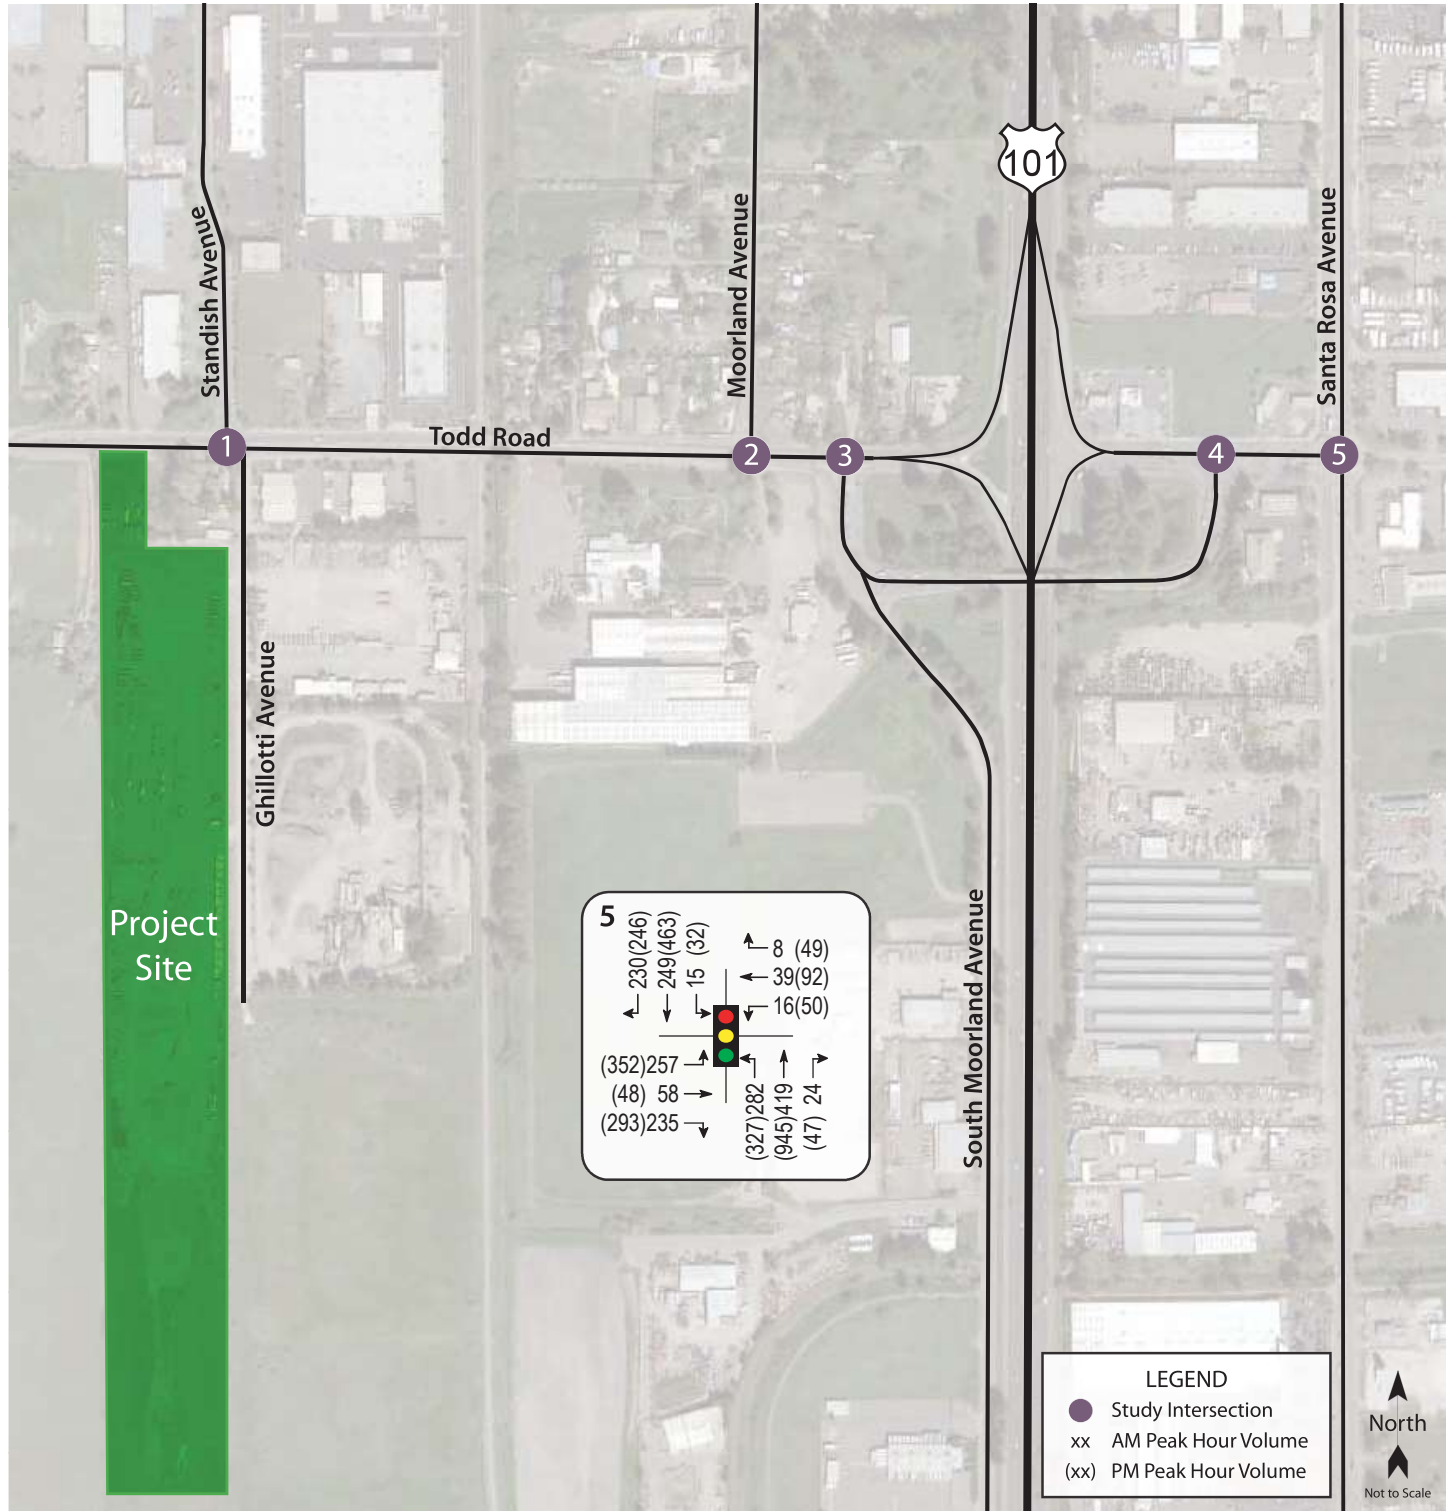 101
Standish Avenue
Moorland Avenue
Santa Rosa Avenue
Todd Road
1
2
3
4
5
Ghillotti Avenue
Project
Site
South Moorland Avenue
5
230(246)
249(463)
15 (32)
8 (49)
39(92)
16(50)
(352)257
(48) 58
(293)235
(327)282
(945)419
(47) 24
LEGEND
Study Intersection
xx AM Peak Hour Volume
(xx) PM Peak Hour Volume
North
Not to Scale